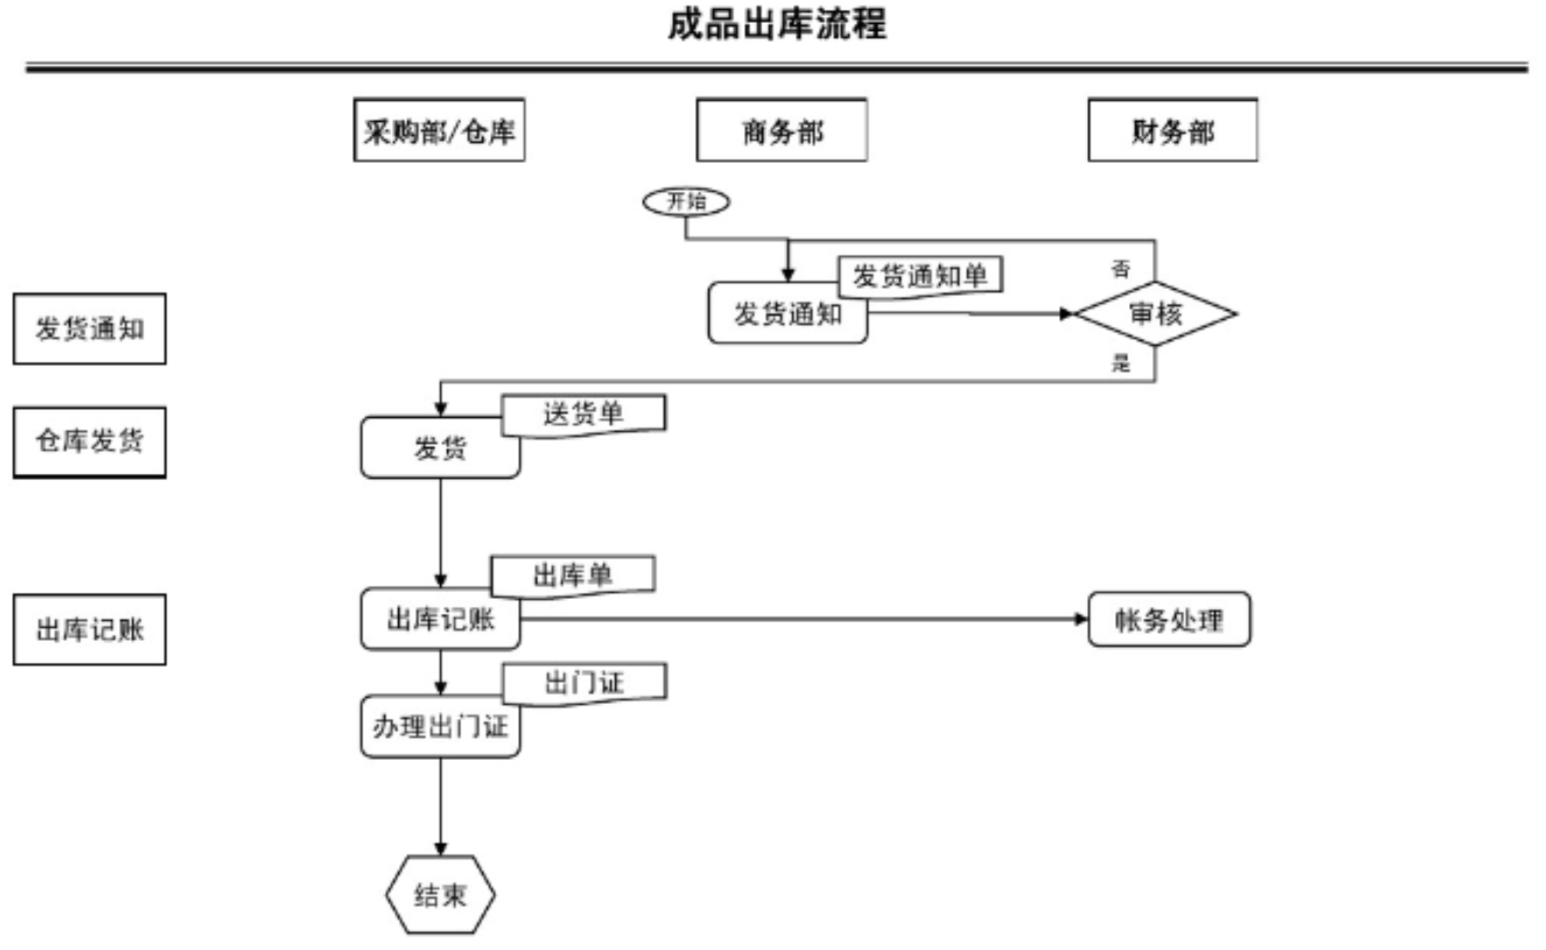 成品出库流程
采购部/仓库
商务部
财务部
开始
发货通知单
否
发货通知
发货通知
审核
是
仓库发货
送货单
发货
出库单
出库记账
出库记账
帐务处理
出门证
办理出门证
结束